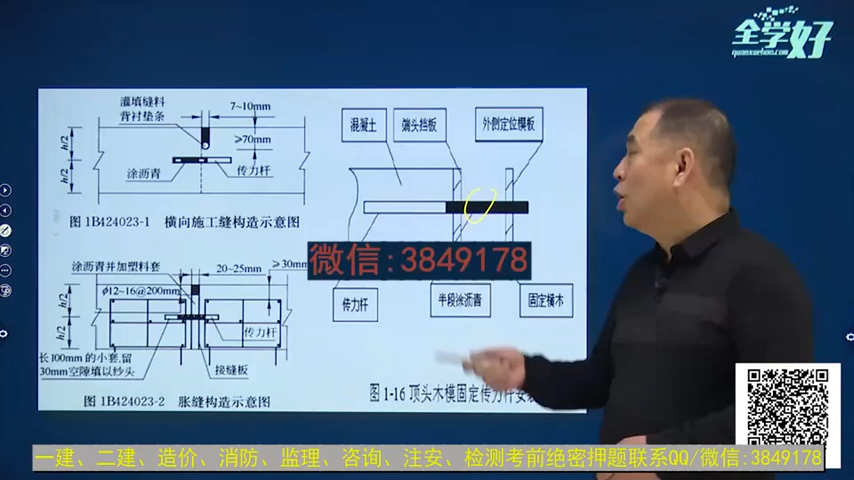 全学好
quanxuehao.com
灌填缝料
背衬垫条
7~10mm
≥70mm
h/2
h/2
涂沥青
传力杆
图 1B424023-1 横向施工缝构造示意图
涂沥青并加塑料套
20~25mm
≥30mm
ϕ12~16@200mm
h/2
h/2
传力杆
长100mm的小套,留
30mm空隙填以纱头
接缝板
图 1B424023-2 胀缝构造示意图
混凝土
端头挡板
外侧定位模板
传力杆
半段涂沥青
固定模木
图 1-16 顶头木模固定传力杆安装
微信:3849178
一建、二建、造价、消防、监理、咨询、注安、检测考前绝密押题联系QQ/微信:3849178